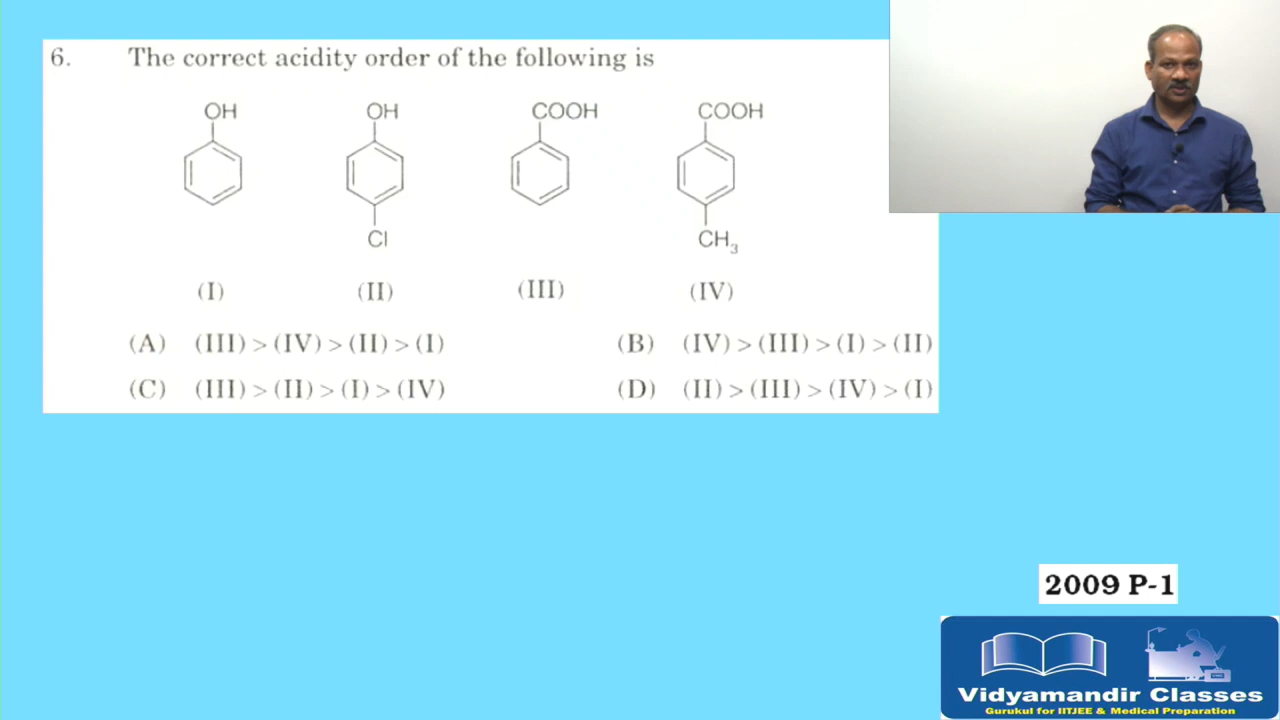 6. The correct acidity order of the following is
OH OH COOH COOH
Cl CH₃
(I) (II) (III) (IV)
(A) (III) > (IV) > (II) > (I) (B) (IV) > (III) > (I) > (II)
(C) (III) > (II) > (I) > (IV) (D) (II) > (III) > (IV) > (I)
2009 P-1
Vidyamandir Classes
Gurukul for IITJEE & Medical Preparation